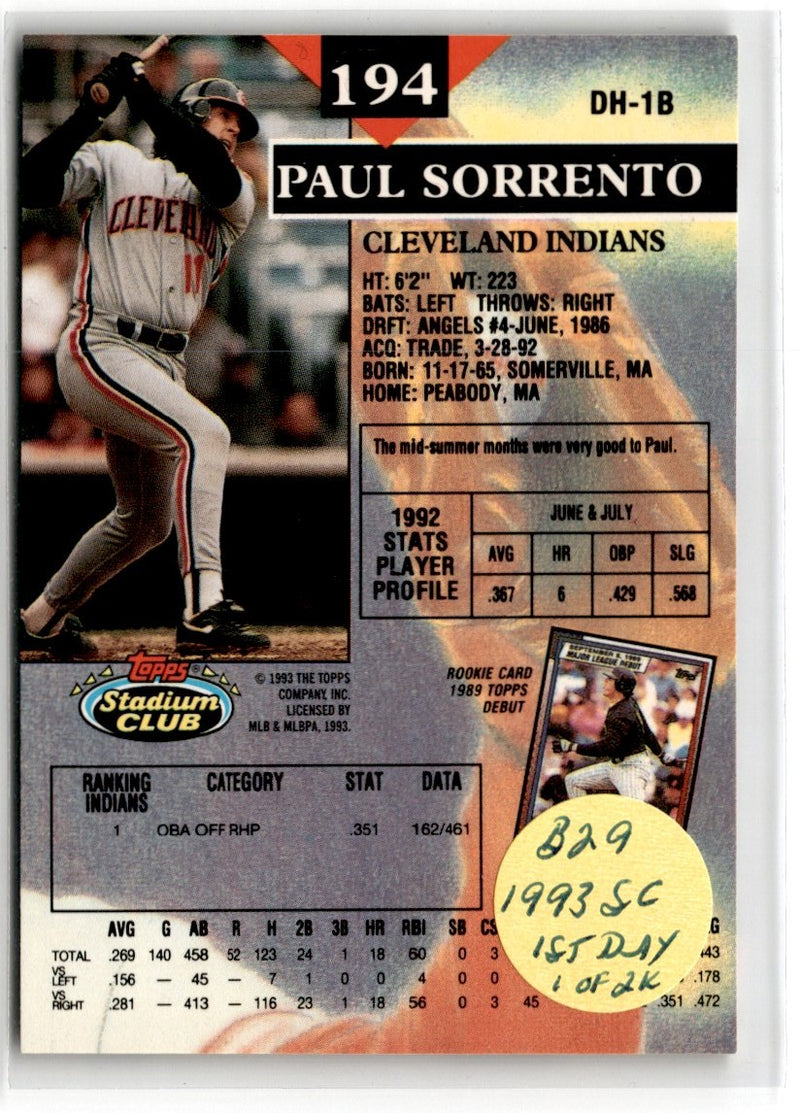 194
DH-1B
PAUL SORRENTO
CLEVELAND INDIANS
HT: 6'2" WT: 223
BATS: LEFT THROWS: RIGHT
DRFT: ANGELS #4-JUNE, 1986
ACQ: TRADE, 3-28-92
BORN: 11-17-65, SOMERVILLE, MA
HOME: PEABODY, MA
CLEVELAND
11
The mid-summer months were very good to Paul.
1992 STATS PLAYER PROFILE
JUNE & JULY
AVG HR OBP SLG
.367 6 .429 .568
Topps®
Stadium
CLUB
© 1993 THE TOPPS
COMPANY, INC.
LICENSED BY
MLB & MLBPA, 1993.
ROOKIE CARD
1989 TOPPS
DEBUT
MAJOR LEAGUE DEBUT
Topps
RANKING INDIANS CATEGORY STAT DATA
1 OBA OFF RHP .351 162/461
B29
1993 SC
1ST DAY
1 OF 2K
AVG G AB R H 2B 3B HR RBI SB CS G
TOTAL .269 140 458 52 123 24 1 18 60 0 3 443
VS LEFT .156 — 45 — 7 1 0 0 4 0 0 .178
VS RIGHT .281 — 413 — 116 23 1 18 56 0 3 45 .351 .472